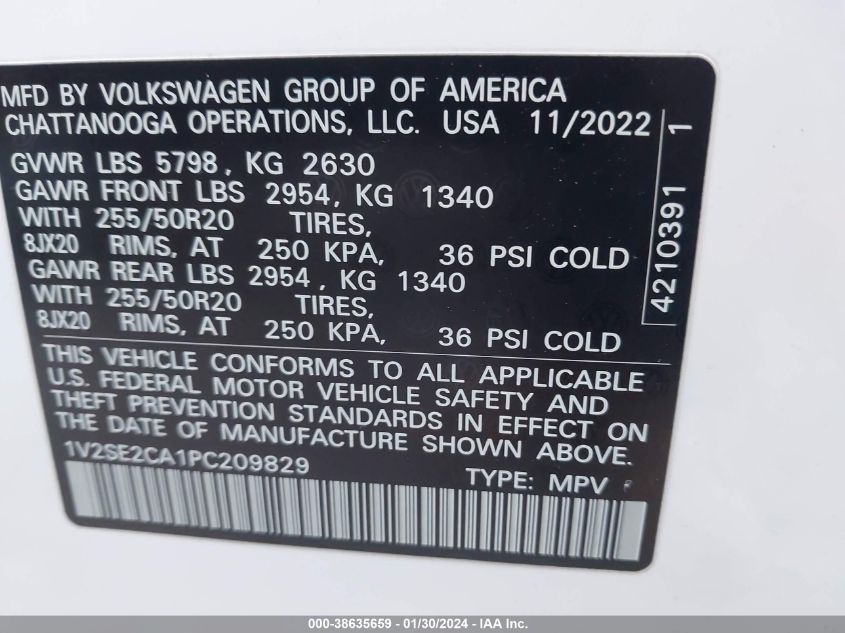 MFD BY VOLKSWAGEN GROUP OF AMERICA
CHATTANOOGA OPERATIONS, LLC. USA 11/2022
GVWR LBS 5798, KG 2630
GAWR FRONT LBS 2954, KG 1340
WITH 255/50R20 TIRES,
8JX20 RIMS, AT 250 KPA, 36 PSI COLD
GAWR REAR LBS 2954, KG 1340
WITH 255/50R20 TIRES,
8JX20 RIMS, AT 250 KPA, 36 PSI COLD
THIS VEHICLE CONFORMS TO ALL APPLICABLE
U.S. FEDERAL MOTOR VEHICLE SAFETY AND
THEFT PREVENTION STANDARDS IN EFFECT ON
THE DATE OF MANUFACTURE SHOWN ABOVE.
1V2SE2CA1PC209829 TYPE: MPV
4210391 1
000-38635659 - 01/30/2024 - IAA Inc.